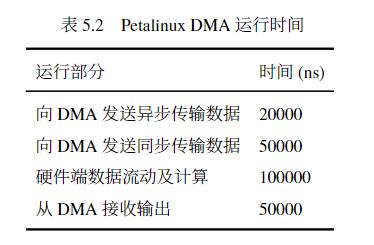 表 5.2 Petalinux DMA 运行时间
运行部分 时间 (ns)
向 DMA 发送异步传输数据 20000
向 DMA 发送同步传输数据 50000
硬件端数据流动及计算 100000
从 DMA 接收输出 50000